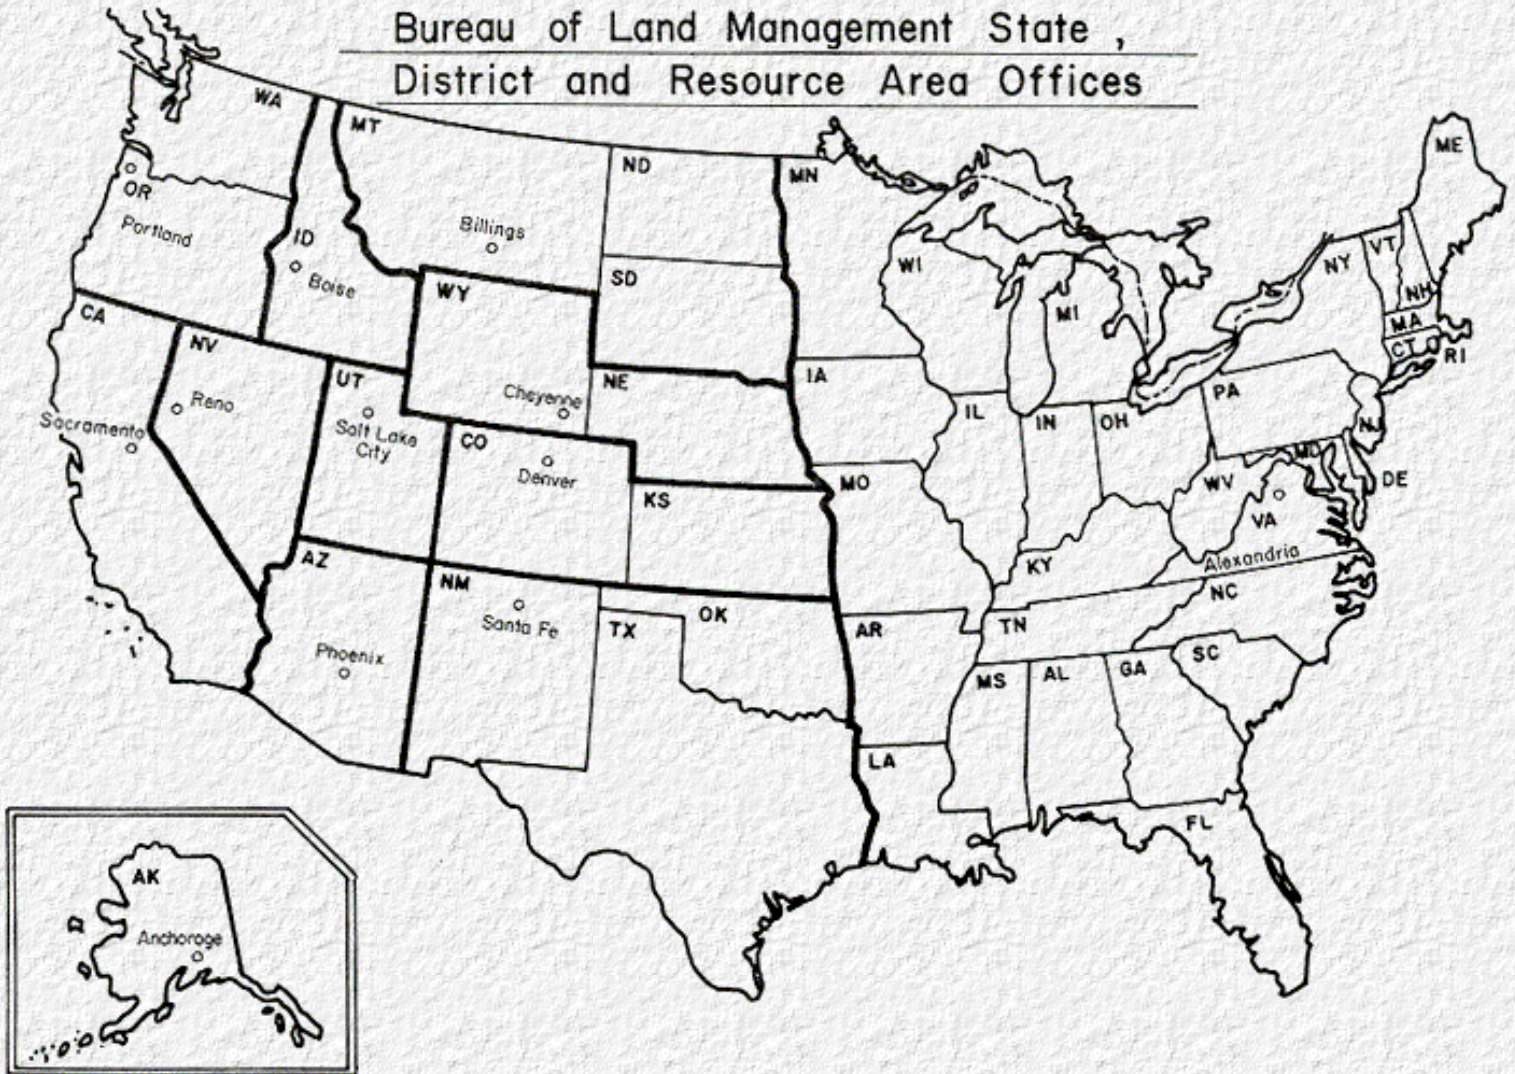 Bureau of Land Management State ,
District and Resource Area Offices
WA
MT
ND
MN
ME
OR
Portland
ID
Boise
Billings
SD
WI
MI
NY
VT
NH
MA
CT
RI
CA
NV
Reno
Sacramento
UT
Salt Lake
City
WY
Cheyenne
NE
IA
IL
IN
OH
PA
NJ
MD
DE
CO
Denver
KS
MO
WV
VA
Alexandria
KY
AZ
Phoenix
NM
Santa Fe
TX
OK
AR
TN
NC
SC
MS
AL
GA
LA
FL
AK
Anchorage